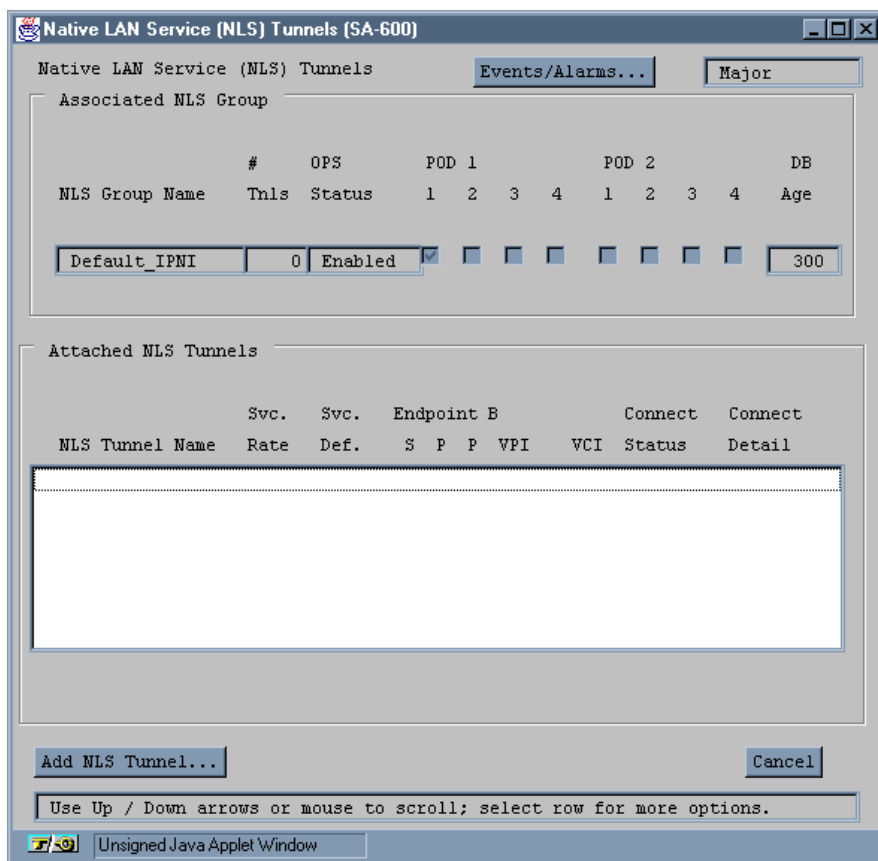 Native LAN Service (NLS) Tunnels (SA-600)
Native LAN Service (NLS) Tunnels Events/Alarms... Major
Associated NLS Group
# OPS POD 1 POD 2 DB
NLS Group Name Tnls Status 1 2 3 4 1 2 3 4 Age
Default_IPNI 0 Enabled 300
Attached NLS Tunnels
Svc. Svc. Endpoint B Connect Connect
NLS Tunnel Name Rate Def. S P P VPI VCI Status Detail
Add NLS Tunnel... Cancel
Use Up / Down arrows or mouse to scroll; select row for more options.
Unsigned Java Applet Window